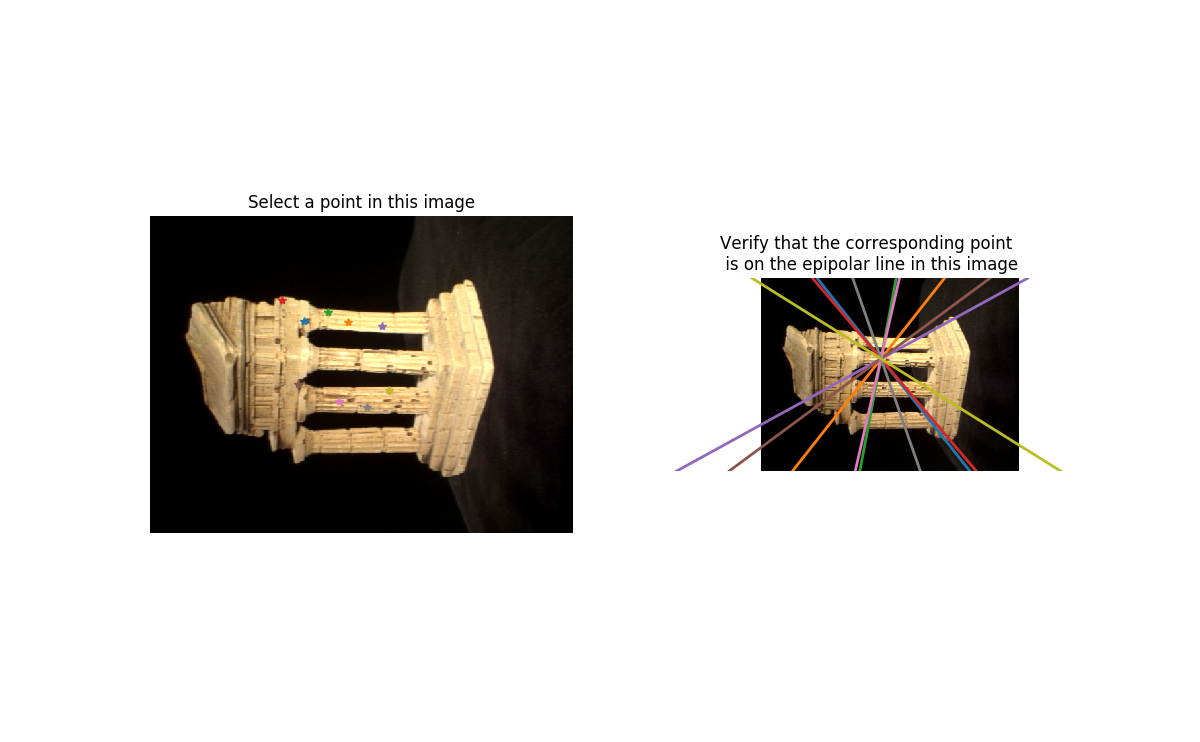 Select a point in this image
Verify that the corresponding point
is on the epipolar line in this image